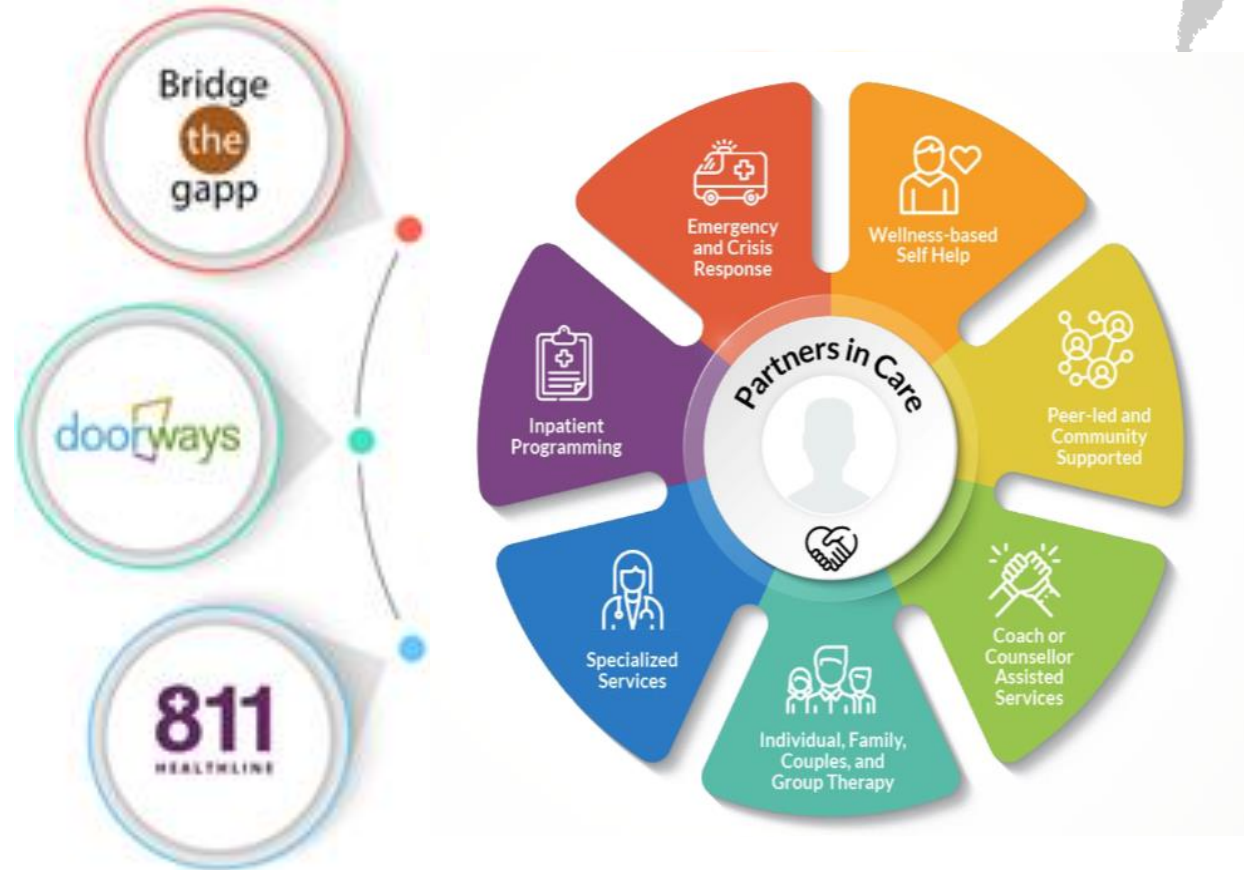 Bridge
the
gapp
doorways
811
HEALTHLINE
Partners in Care
Emergency
and Crisis
Response
Wellness-based
Self Help
Peer-led and
Community
Supported
Coach or
Counsellor
Assisted
Services
Individual, Family,
Couples, and
Group Therapy
Specialized
Services
Inpatient
Programming